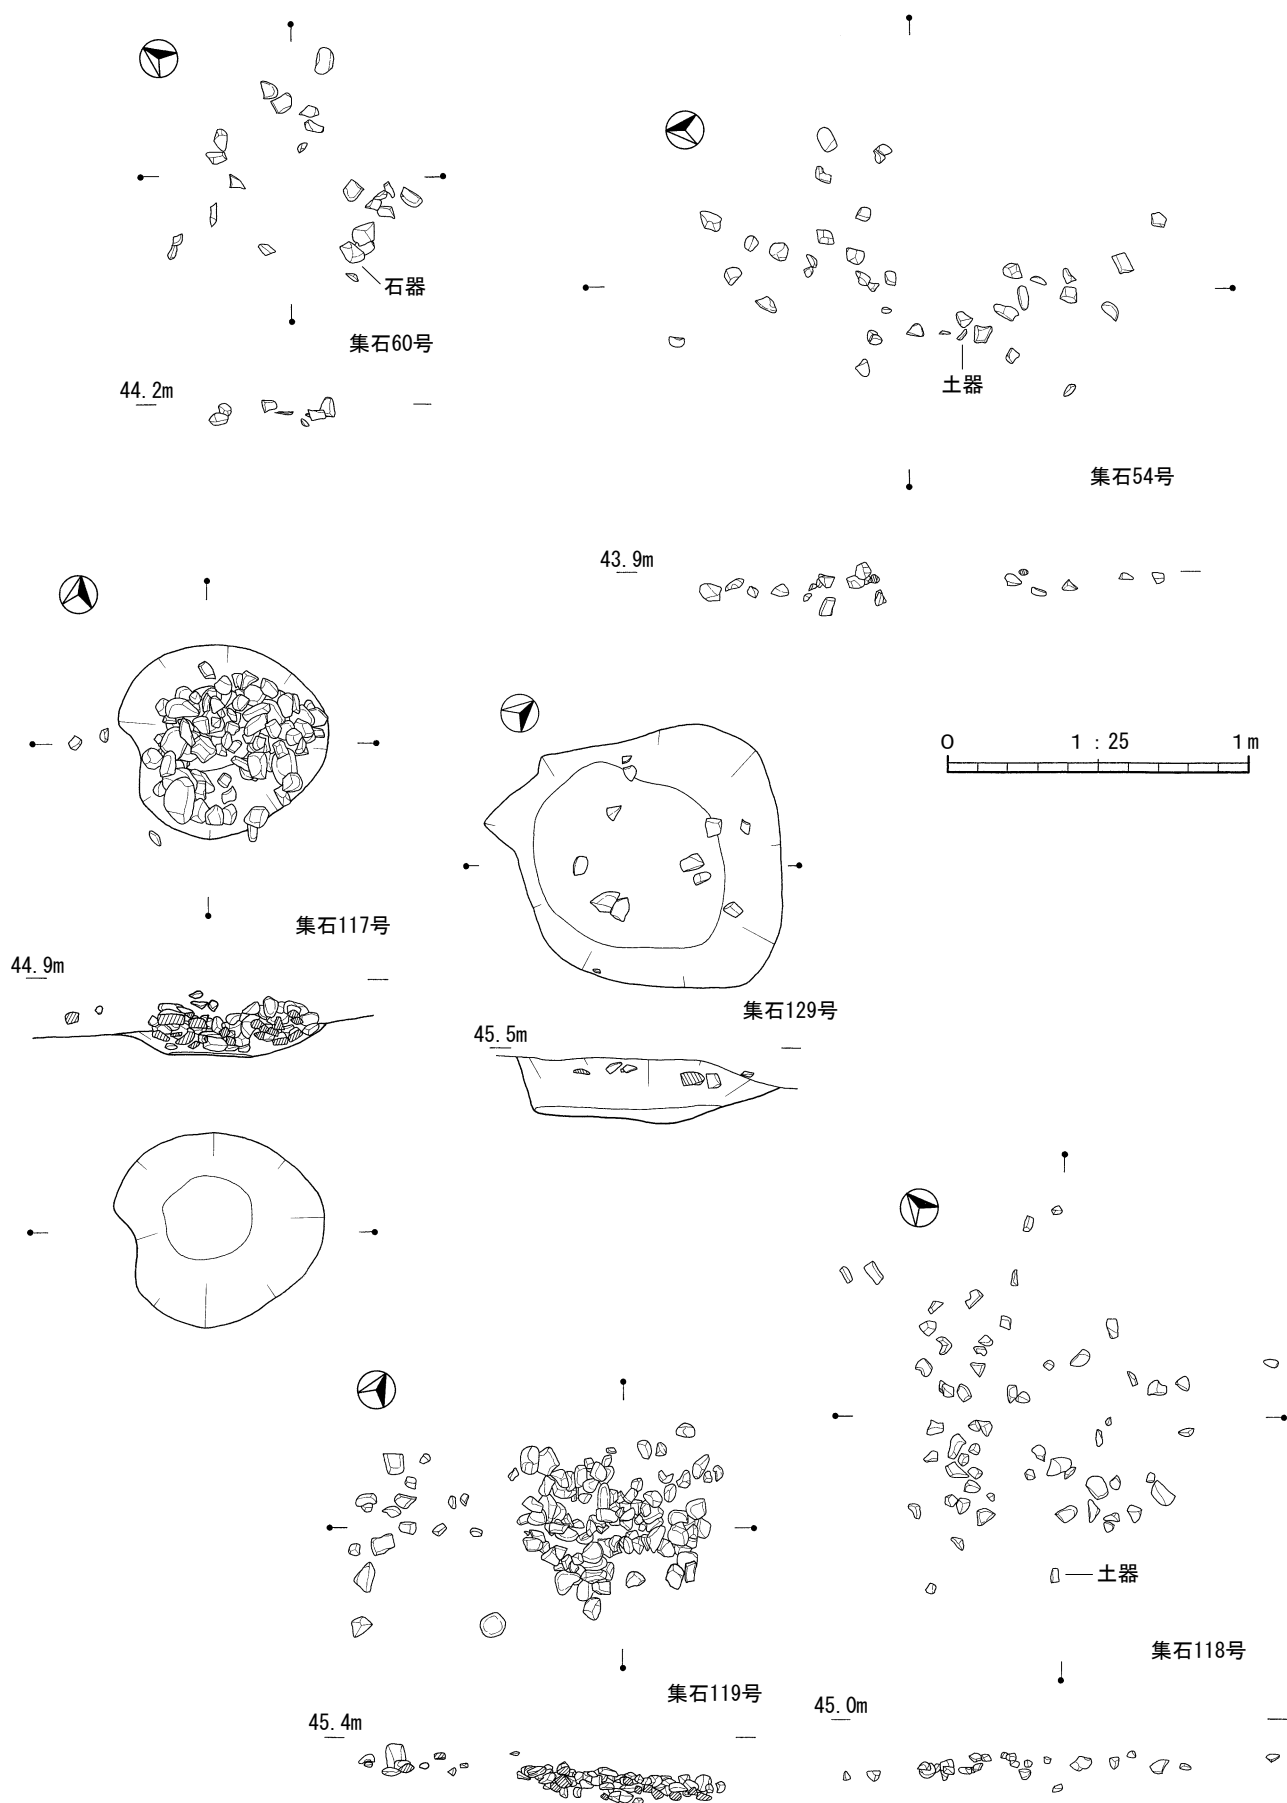 石器
集石60号
44.2m
土器
集石54号
43.9m
0 1 : 25 1m
集石117号
44.9m
集石129号
45.5m
土器
集石118号
集石119号
45.0m
45.4m